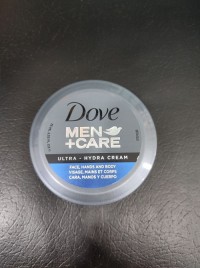 Dove
MEN
+CARE
ULTRA - HYDRA CREAM
FACE, HANDS AND BODY
VISAGE, MAINS ET CORPS
CARA, MANOS Y CUERPO